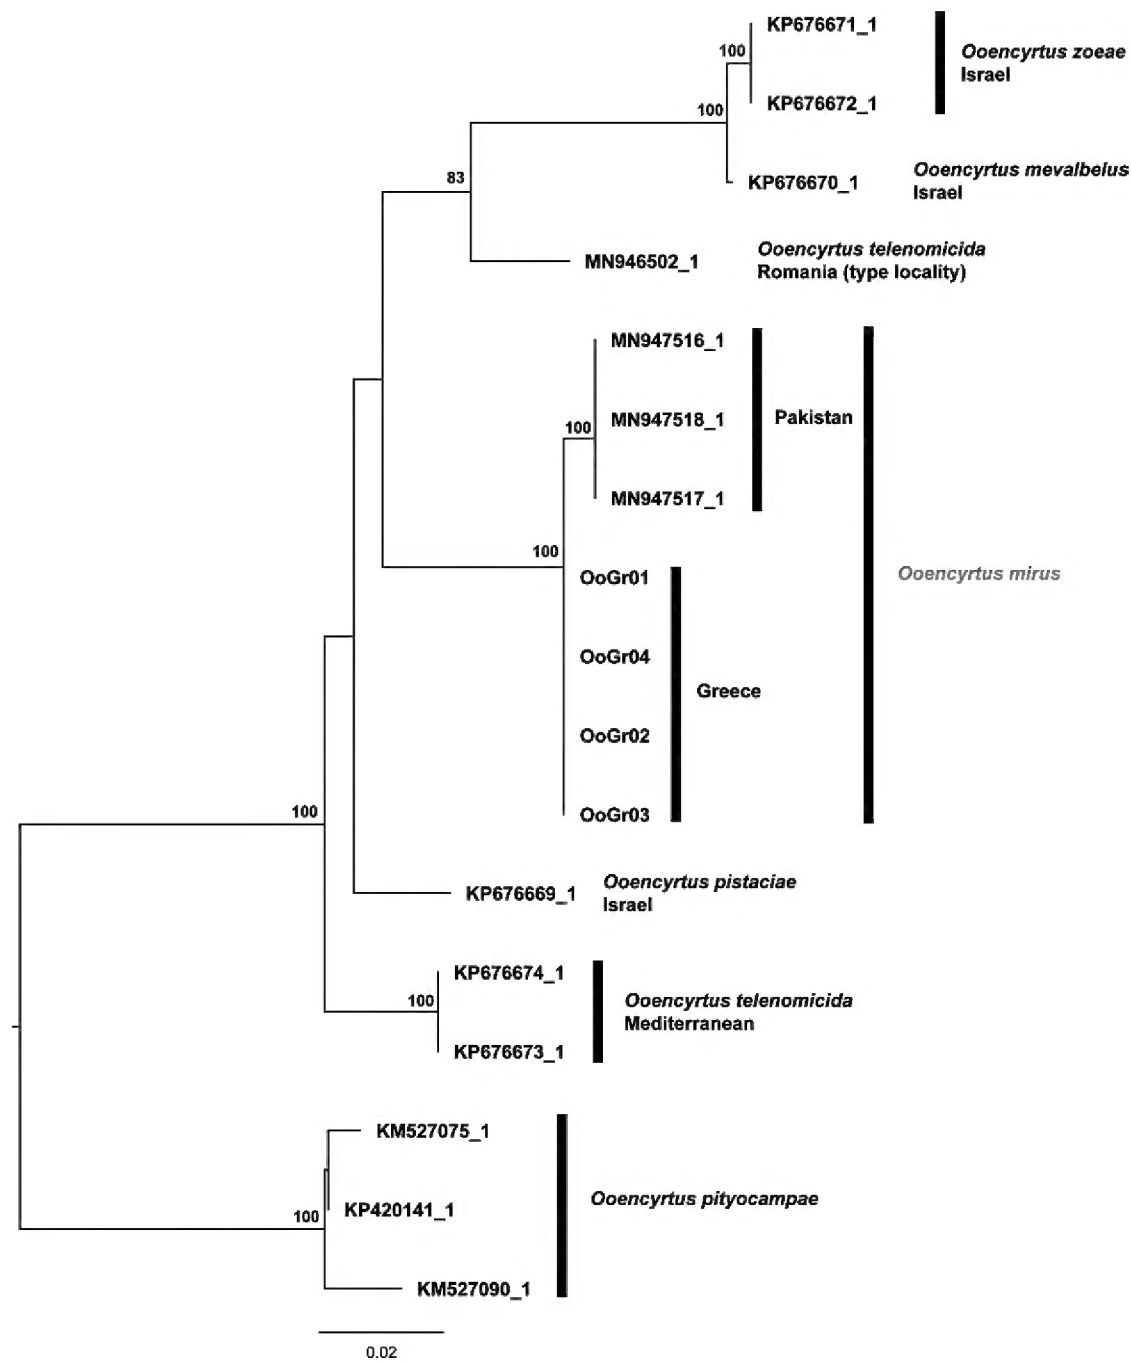 KP676671_1
100
Ooencyrtus zoeae
Israel
KP676672_1
100
KP676670_1
Ooencyrtus mevalbelus
Israel
83
MN946502_1
Ooencyrtus telenomicida
Romania (type locality)
MN947516_1
MN947518_1
100
Pakistan
MN947517_1
100
OoGr01
Ooencyrtus mirus
OoGr04
Greece
OoGr02
OoGr03
100
KP676669_1
Ooencyrtus pistaciae
Israel
KP676674_1
100
Ooencyrtus telenomicida
Mediterranean
KP676673_1
KM527075_1
Ooencyrtus pityocampae
KP420141_1
100
KM527090_1
0.02